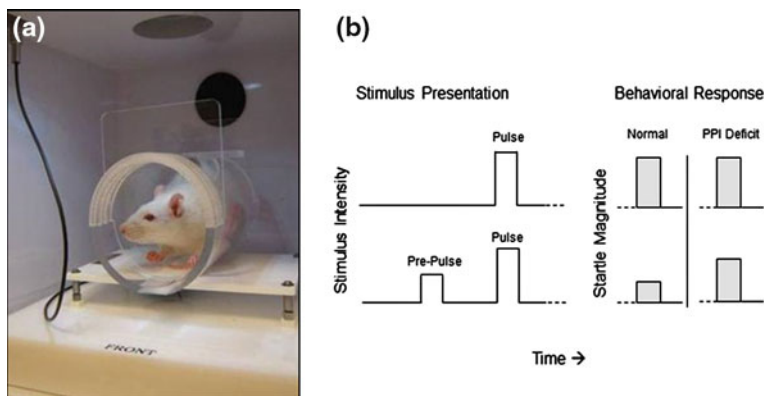 (a)
FRONT
(b)
Stimulus Presentation
Behavioral Response
Pulse
Normal
PPI Deficit
Stimulus Intensity
Pre-Pulse
Pulse
Startle Magnitude
Time →